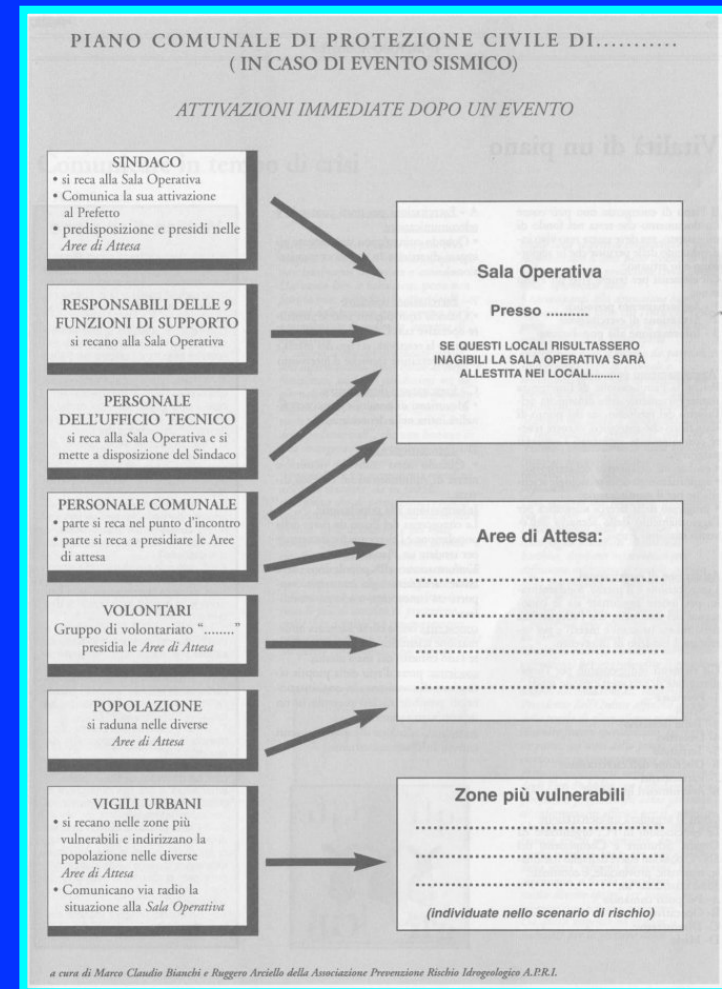 PIANO COMUNALE DI PROTEZIONE CIVILE DI...........
( IN CASO DI EVENTO SISMICO)
ATTIVAZIONI IMMEDIATE DOPO UN EVENTO
SINDACO
• si reca alla Sala Operativa
• Comunica la sua attivazione
al Prefetto
• predisposizione e presidi nelle
Aree di Attesa
RESPONSABILI DELLE 9
FUNZIONI DI SUPPORTO
si recano alla Sala Operativa
PERSONALE
DELL'UFFICIO TECNICO
si reca alla Sala Operativa e si
mette a disposizione del Sindaco
PERSONALE COMUNALE
• parte si reca nel punto d'incontro
• parte si reca a presidiare le Aree
di attesa
VOLONTARI
Gruppo di volontariato "........"
presidia le Aree di Attesa
POPOLAZIONE
si raduna nelle diverse
Aree di Attesa
VIGILI URBANI
• si recano nelle zone più
vulnerabili e indirizzano la
popolazione nelle diverse
Aree di Attesa
• Comunicano via radio la
situazione alla Sala Operativa
Sala Operativa
Presso ..........
SE QUESTI LOCALI RISULTASSERO
INAGIBILI LA SALA OPERATIVA SARÀ
ALLESTITA NEI LOCALI.........
Aree di Attesa:
Zone più vulnerabili
(individuate nello scenario di rischio)
a cura di Marco Claudio Bianchi e Ruggero Arciello della Associazione Prevenzione Rischio Idrogeologico A.P.R.I.